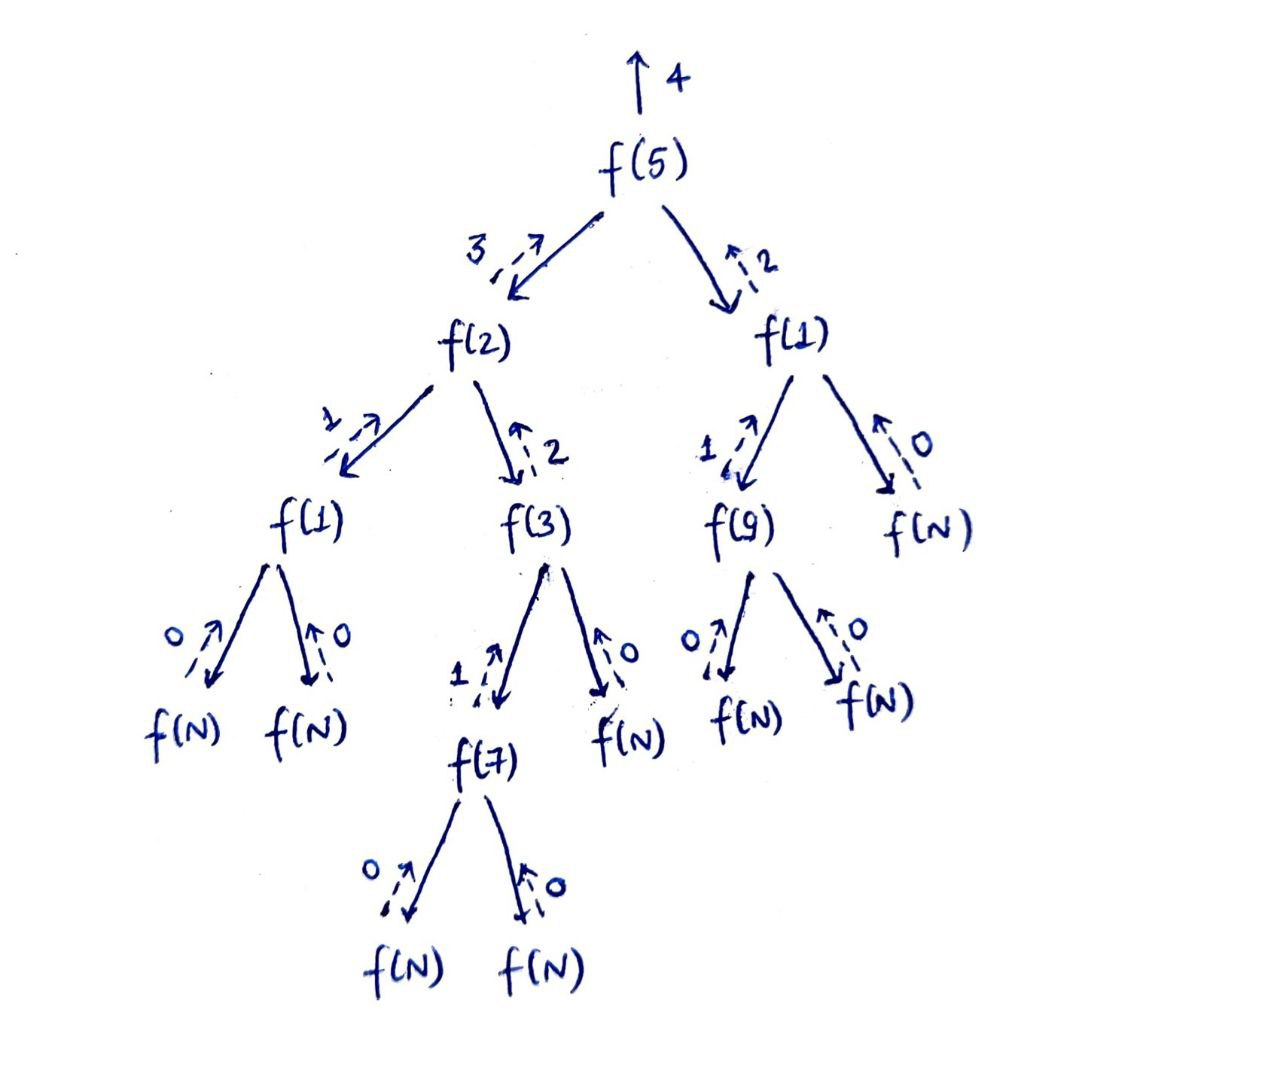 4
f(5)
3 2
f(2) f(1)
1 2 1 0
f(1) f(3) f(9) f(N)
0 0 1 0 0 0
f(N) f(N) f(7) f(N) f(N) f(N)
0 0
f(N) f(N)